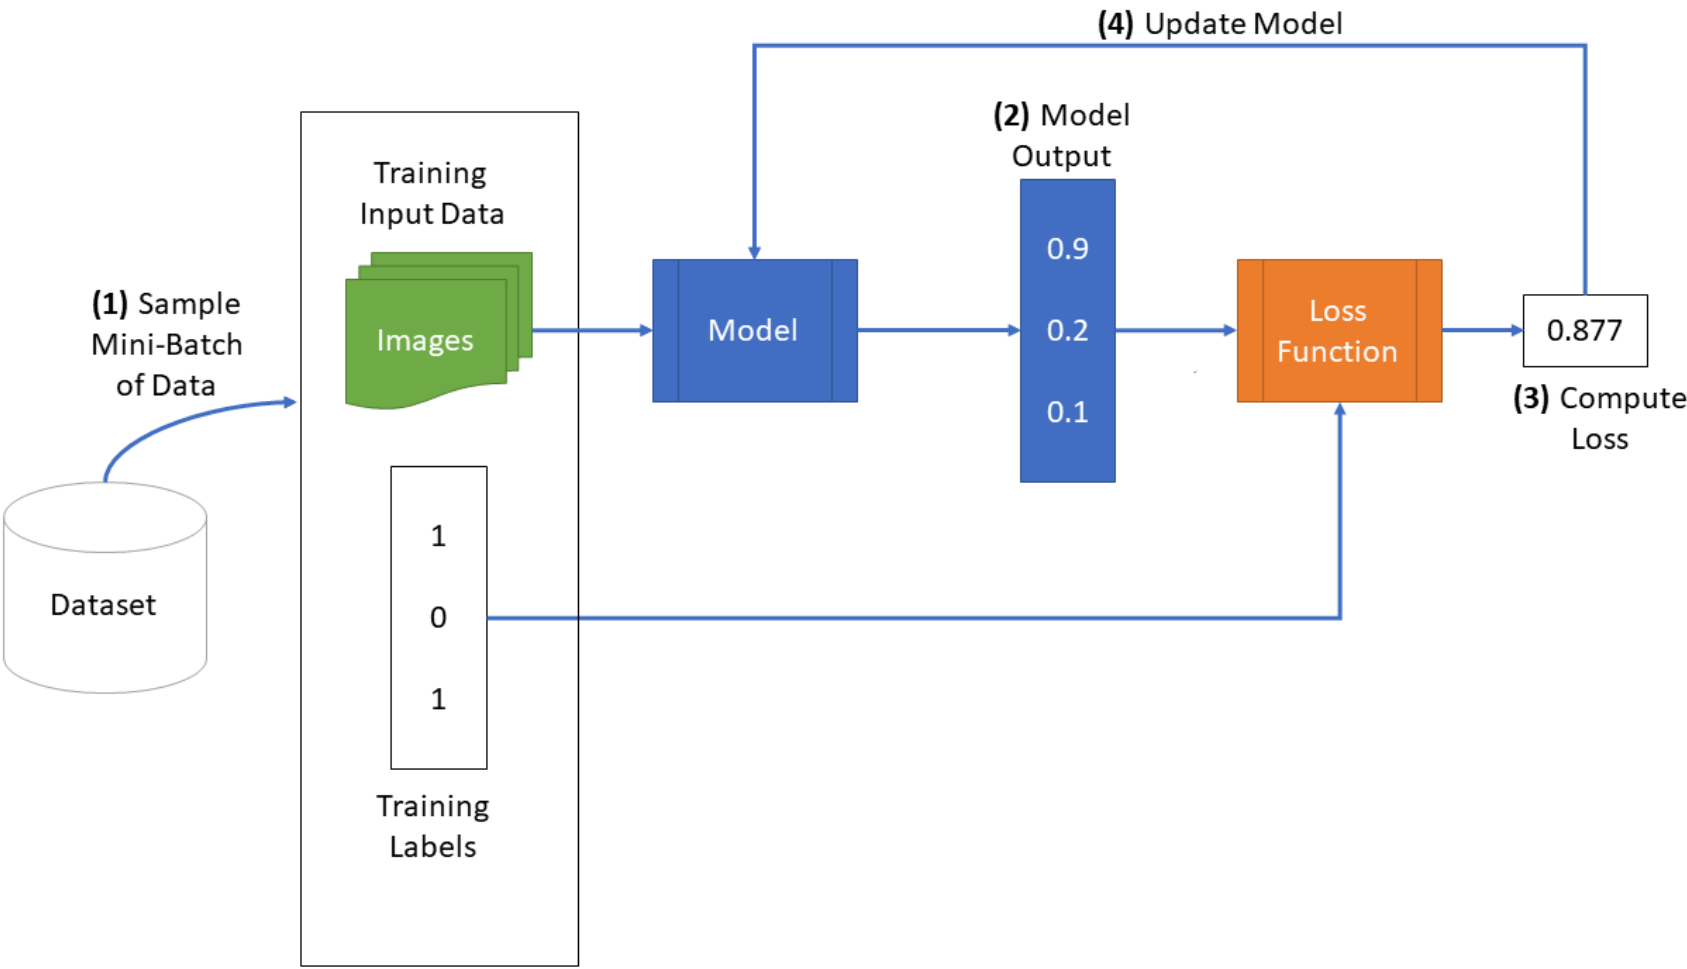 (4) Update Model
(2) Model
Output
Training
Input Data
(1) Sample
Mini-Batch
of Data
Images
Model
0.9
0.2
0.1
Loss
Function
0.877
(3) Compute
Loss
Dataset
1
0
1
Training
Labels